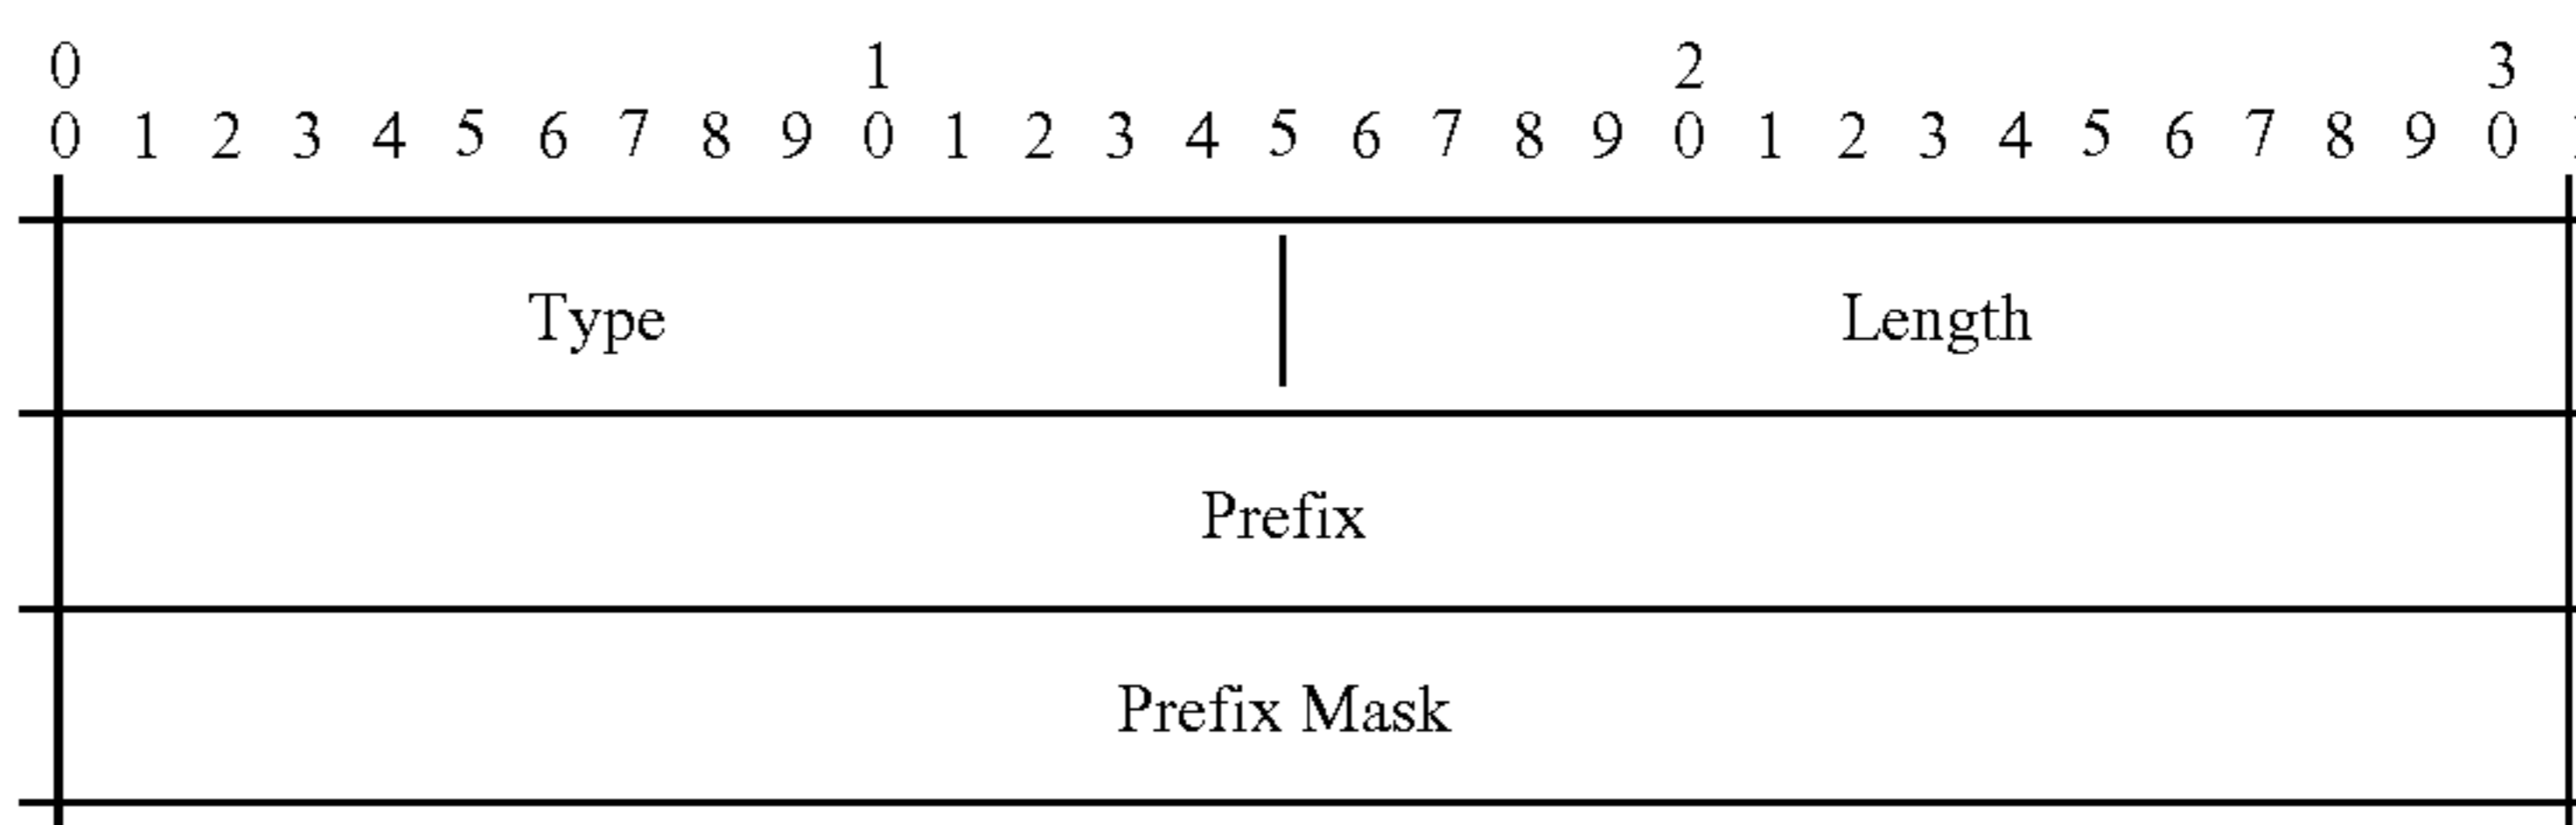 0 1 2 3
0 1 2 3 4 5 6 7 8 9 0 1 2 3 4 5 6 7 8 9 0 1 2 3 4 5 6 7 8 9 0
Type Length
Prefix
Prefix Mask